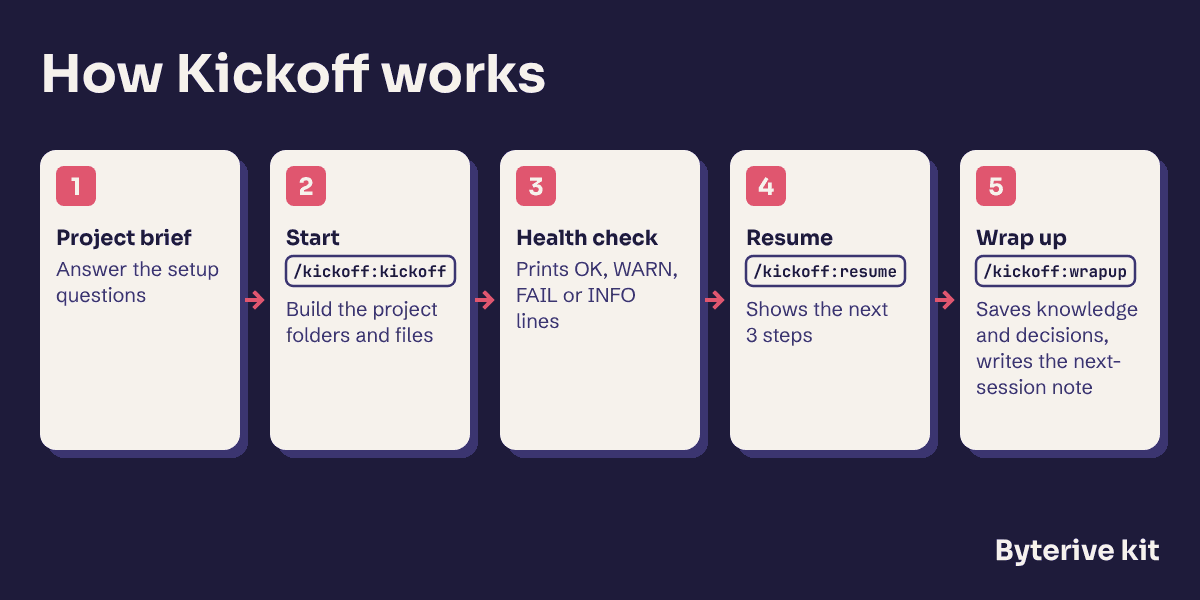 How Kickoff works
1
Project brief
Answer the setup
questions
2
Start
/kickoff:kickoff
Build the project
folders and files
3
Health check
Prints OK, WARN,
FAIL or INFO
lines
4
Resume
/kickoff:resume
Shows the next
3 steps
5
Wrap up
/kickoff:wrapup
Saves knowledge
and decisions,
writes the next-
session note
Byterive kit